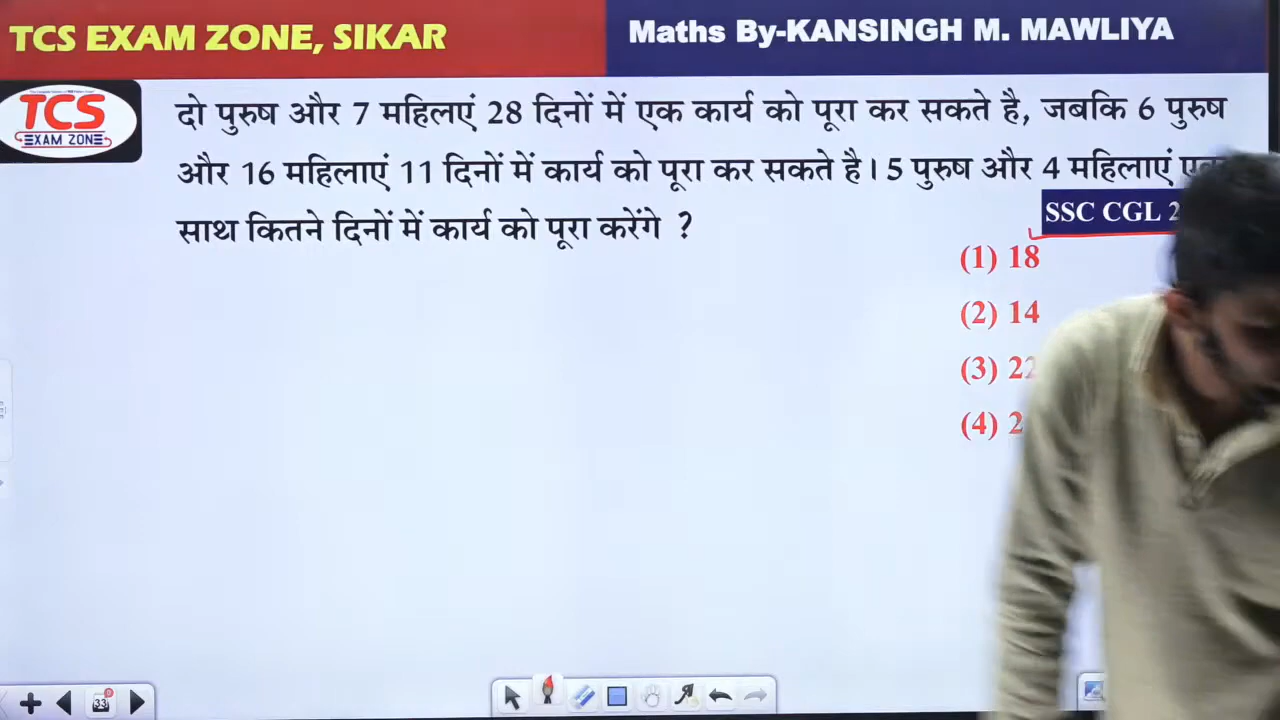 TCS EXAM ZONE, SIKAR
Maths By-KANSINGH M. MAWLIYA
TCS
EXAM ZONE
दो पुरुष और 7 महिलाएं 28 दिनों में एक कार्य को पूरा कर सकते है, जबकि 6 पुरुष
और 16 महिलाएं 11 दिनों में कार्य को पूरा कर सकते है। 5 पुरुष और 4 महिलाएं
साथ कितने दिनों में कार्य को पूरा करेंगे ?
SSC CGL
(1) 18
(2) 14
(3) 22
(4)
33